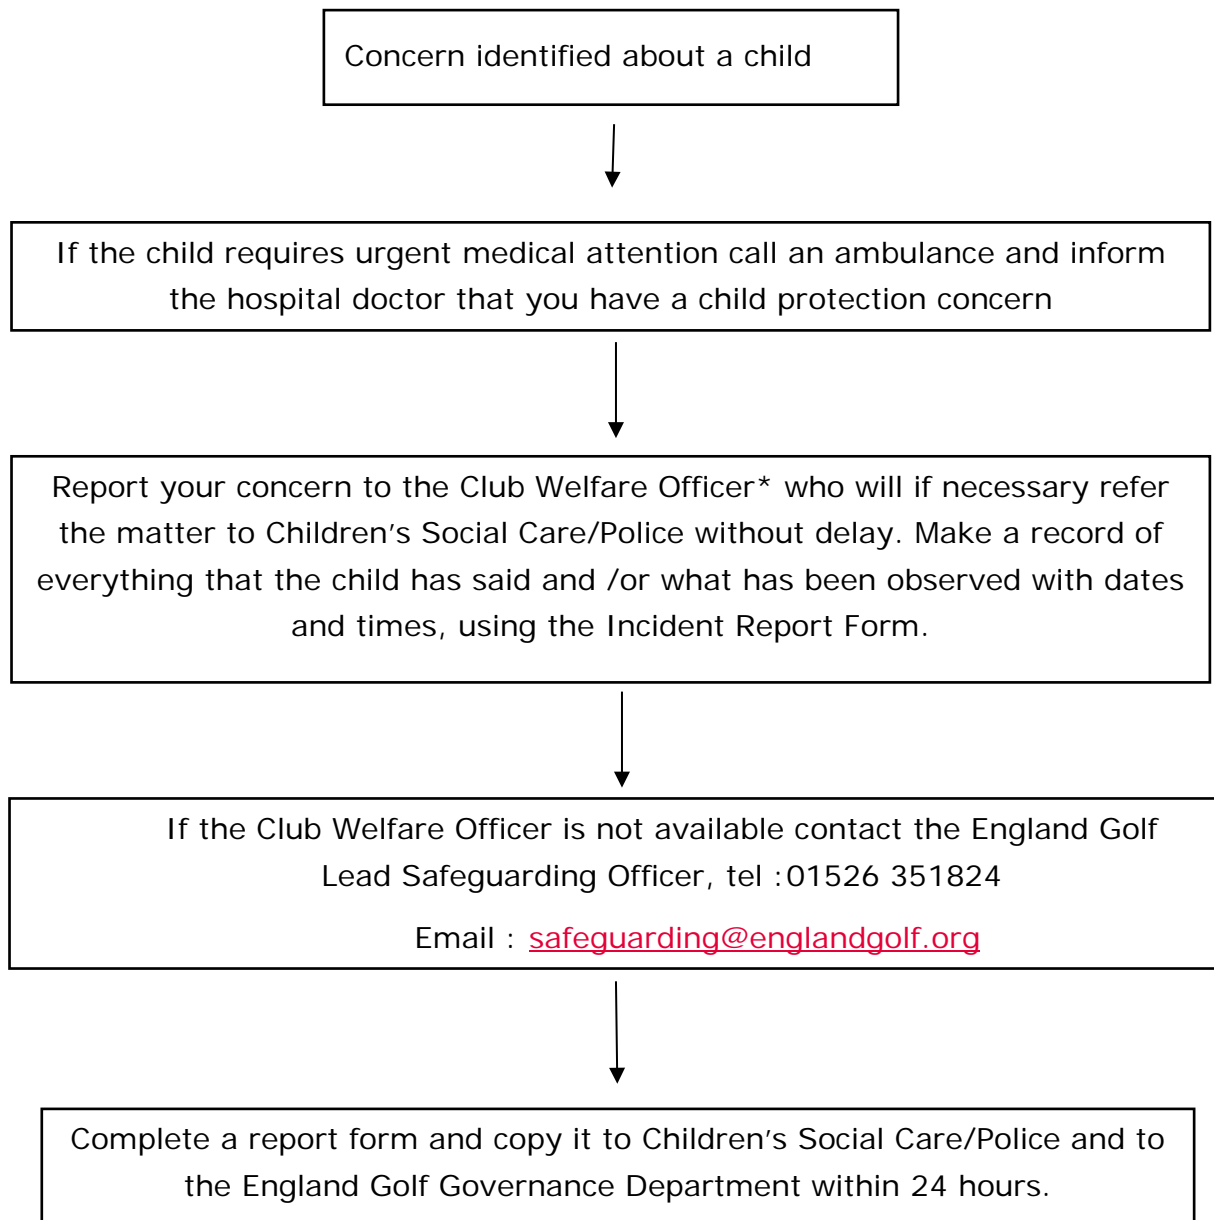 Concern identified about a child
If the child requires urgent medical attention call an ambulance and inform
the hospital doctor that you have a child protection concern
Report your concern to the Club Welfare Officer* who will if necessary refer
the matter to Children’s Social Care/Police without delay. Make a record of
everything that the child has said and /or what has been observed with dates
and times, using the Incident Report Form.
If the Club Welfare Officer is not available contact the England Golf
Lead Safeguarding Officer, tel :01526 351824
Email : safeguarding@englandgolf.org
Complete a report form and copy it to Children’s Social Care/Police and to
the England Golf Governance Department within 24 hours.